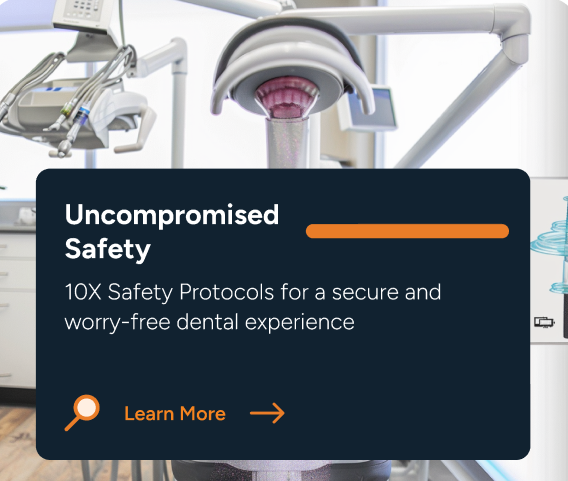 Uncompromised
Safety
10X Safety Protocols for a secure and
worry-free dental experience
Learn More